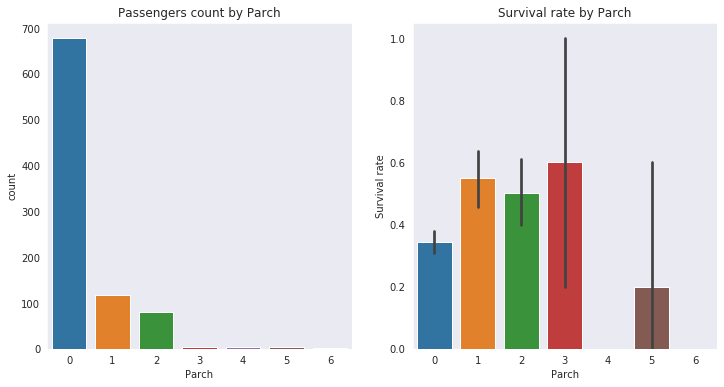 Passengers count by Parch
700
600
500
400
300
200
100
0
count
0 1 2 3 4 5 6
Parch
Survival rate by Parch
1.0
0.8
0.6
0.4
0.2
0.0
Survival rate
0 1 2 3 4 5 6
Parch